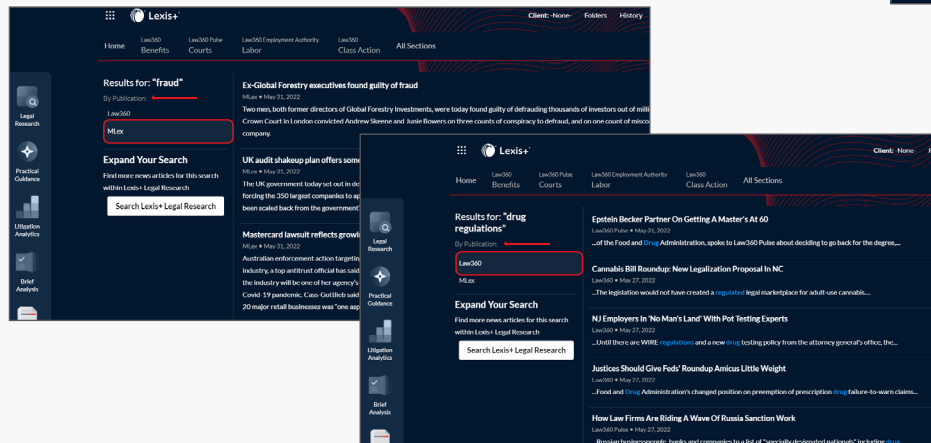 Lexis+
Client: -None- Folders History
Law360 Law360 Pulse Law360 Employment Authority Law360
Home Benefits Courts Labor Class Action All Sections
Legal
Research
Practical
Guidance
Litigation
Analytics
Brief
Analysis
Results for: "fraud"
By Publication:
Law360
MLex
Expand Your Search
Find more news articles for this search
within Lexis+ Legal Research
Search Lexis+ Legal Research
Ex-Global Forestry executives found guilty of fraud
MLex • May 31, 2022
Two men, both former directors of Global Forestry Investments, were today found guilty of defrauding thousands of investors out of
Crown Court in London convicted Andrew Skeene and Junie Bowers on three counts of conspiracy to defraud, and on one count of
company.
UK audit shakeup plan offers some
MLex • May 31, 2022
The UK government today set out in
forcing the 350 largest companies to
been scaled back from the government'
Mastercard lawsuit reflects
MLex • May 31, 2022
Australian enforcement action targeting
industry, a top antitrust official has said
the industry will be one of her agency's
Covid-19 pandemic. Cass-Gottlieb said
20 major retail businesses was "one
Lexis+
Client: -None-
Law360 Law360 Pulse Law360 Employment Authority Law360
Home Benefits Courts Labor Class Action All Sections
Legal
Research
Practical
Guidance
Litigation
Analytics
Brief
Analysis
Results for: "drug
regulations"
By Publication:
Law360
MLex
Expand Your Search
Find more news articles for this search
within Lexis+ Legal Research
Search Lexis+ Legal Research
Epstein Becker Partner On Getting A Master's At 60
Law360 Pulse • May 31, 2022
...of the Food and Drug Administration, spoke to Law360 Pulse about deciding to go back for the degree,...
Cannabis Bill Roundup: New Legalization Proposal In NC
Law360 • May 27, 2022
...The legislation would not have created a regulated legal marketplace for adult-use cannabis....
NJ Employers In 'No Man's Land' With Pot Testing Experts
Law360 • May 27, 2022
...Until there are WIRE regulations and a new drug testing policy from the attorney general's office, the...
Justices Should Give Feds' Roundup Amicus Little Weight
Law360 • May 27, 2022
...Food and Drug Administration's changed position on preemption of prescription drug failure-to-warn claims...
How Law Firms Are Riding A Wave Of Russia Sanction Work
Law360 Pulse • May 27, 2022
...Russian businesspeople, banks and companies to a list of "specially designated nationals" including drug